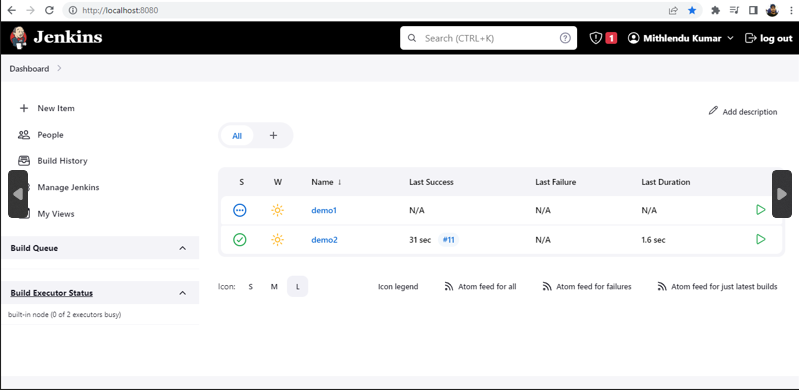 http://localhost:8080
Jenkins
Search (CTRL+K)
1
Mithlendu Kumar
log out
Dashboard
New Item
People
Build History
Manage Jenkins
My Views
Build Queue
Build Executor Status
built-in node (0 of 2 executors busy)
Add description
All +
S W Name ↓ Last Success Last Failure Last Duration
demo1 N/A N/A N/A
demo2 31 sec #11 N/A 1.6 sec
Icon: S M L
Icon legend
Atom feed for all
Atom feed for failures
Atom feed for just latest builds